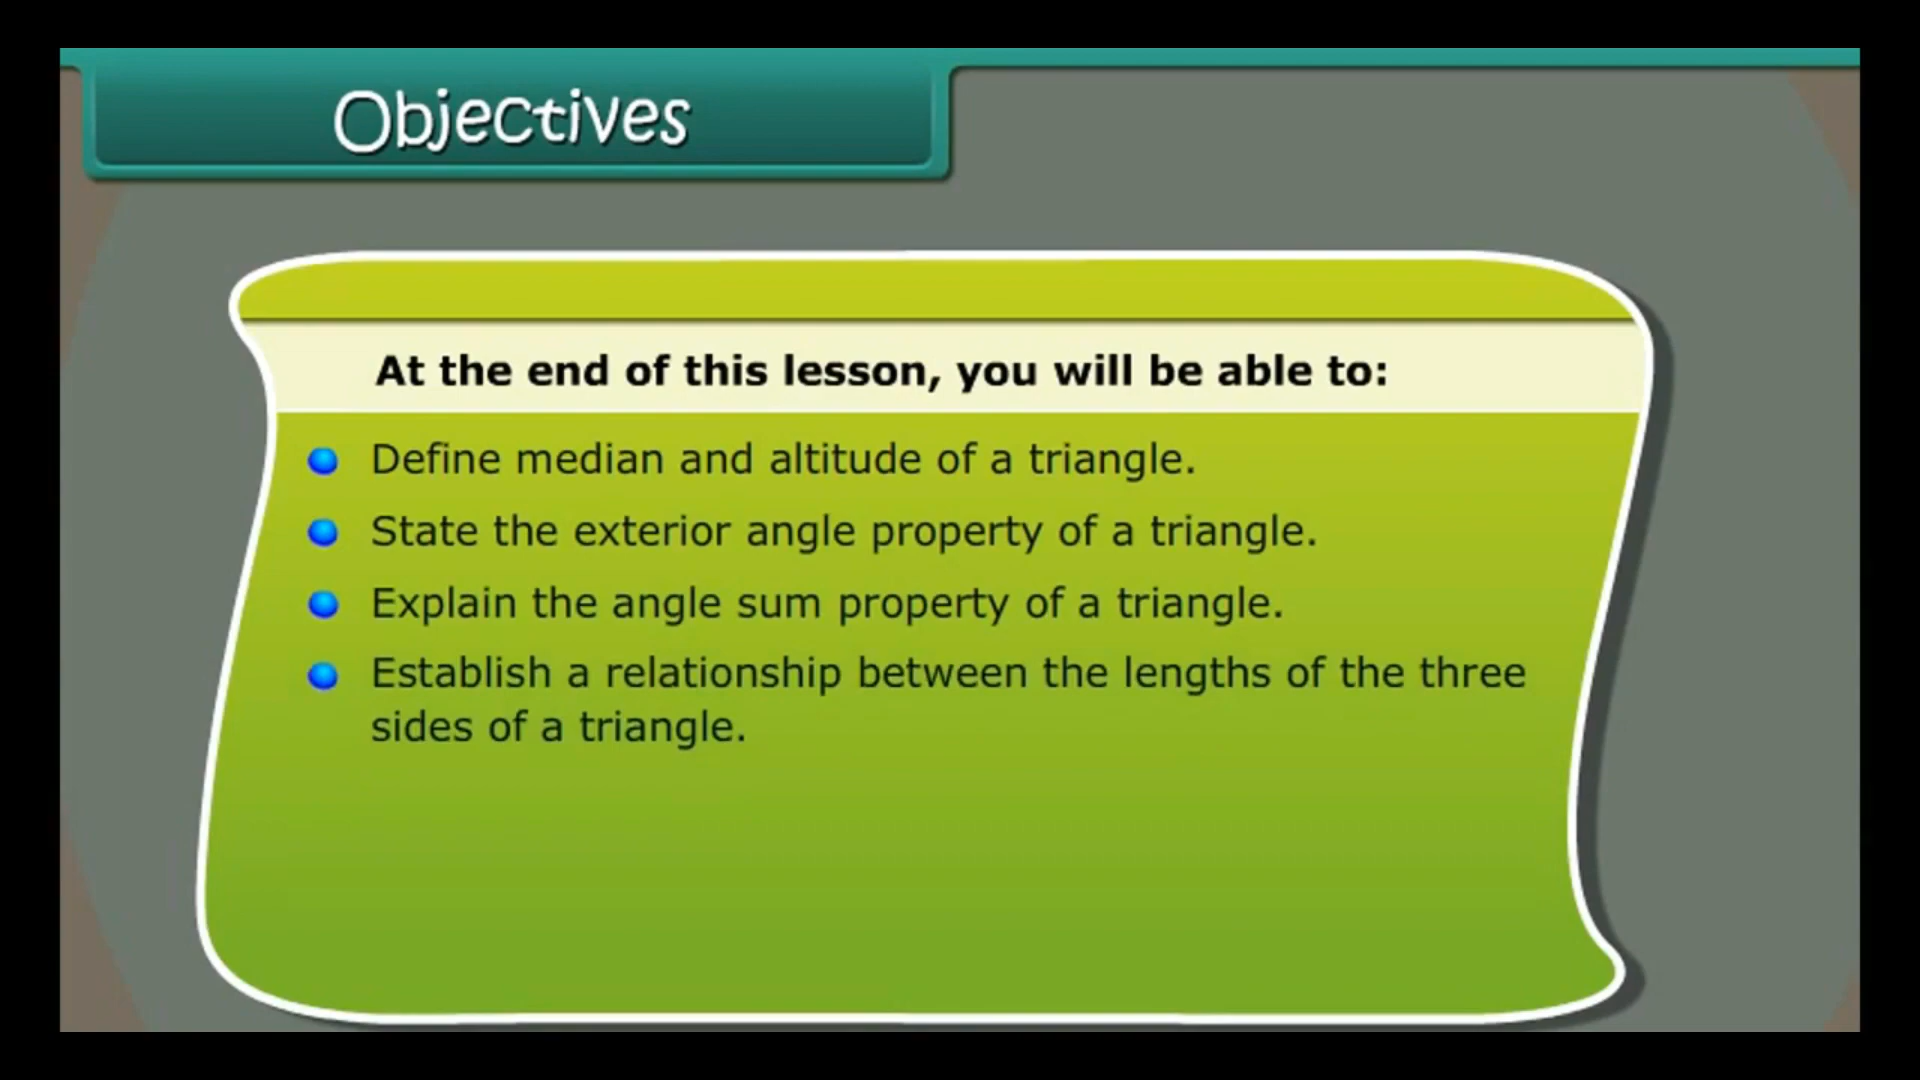 Objectives
At the end of this lesson, you will be able to:
Define median and altitude of a triangle.
State the exterior angle property of a triangle.
Explain the angle sum property of a triangle.
Establish a relationship between the lengths of the three
sides of a triangle.